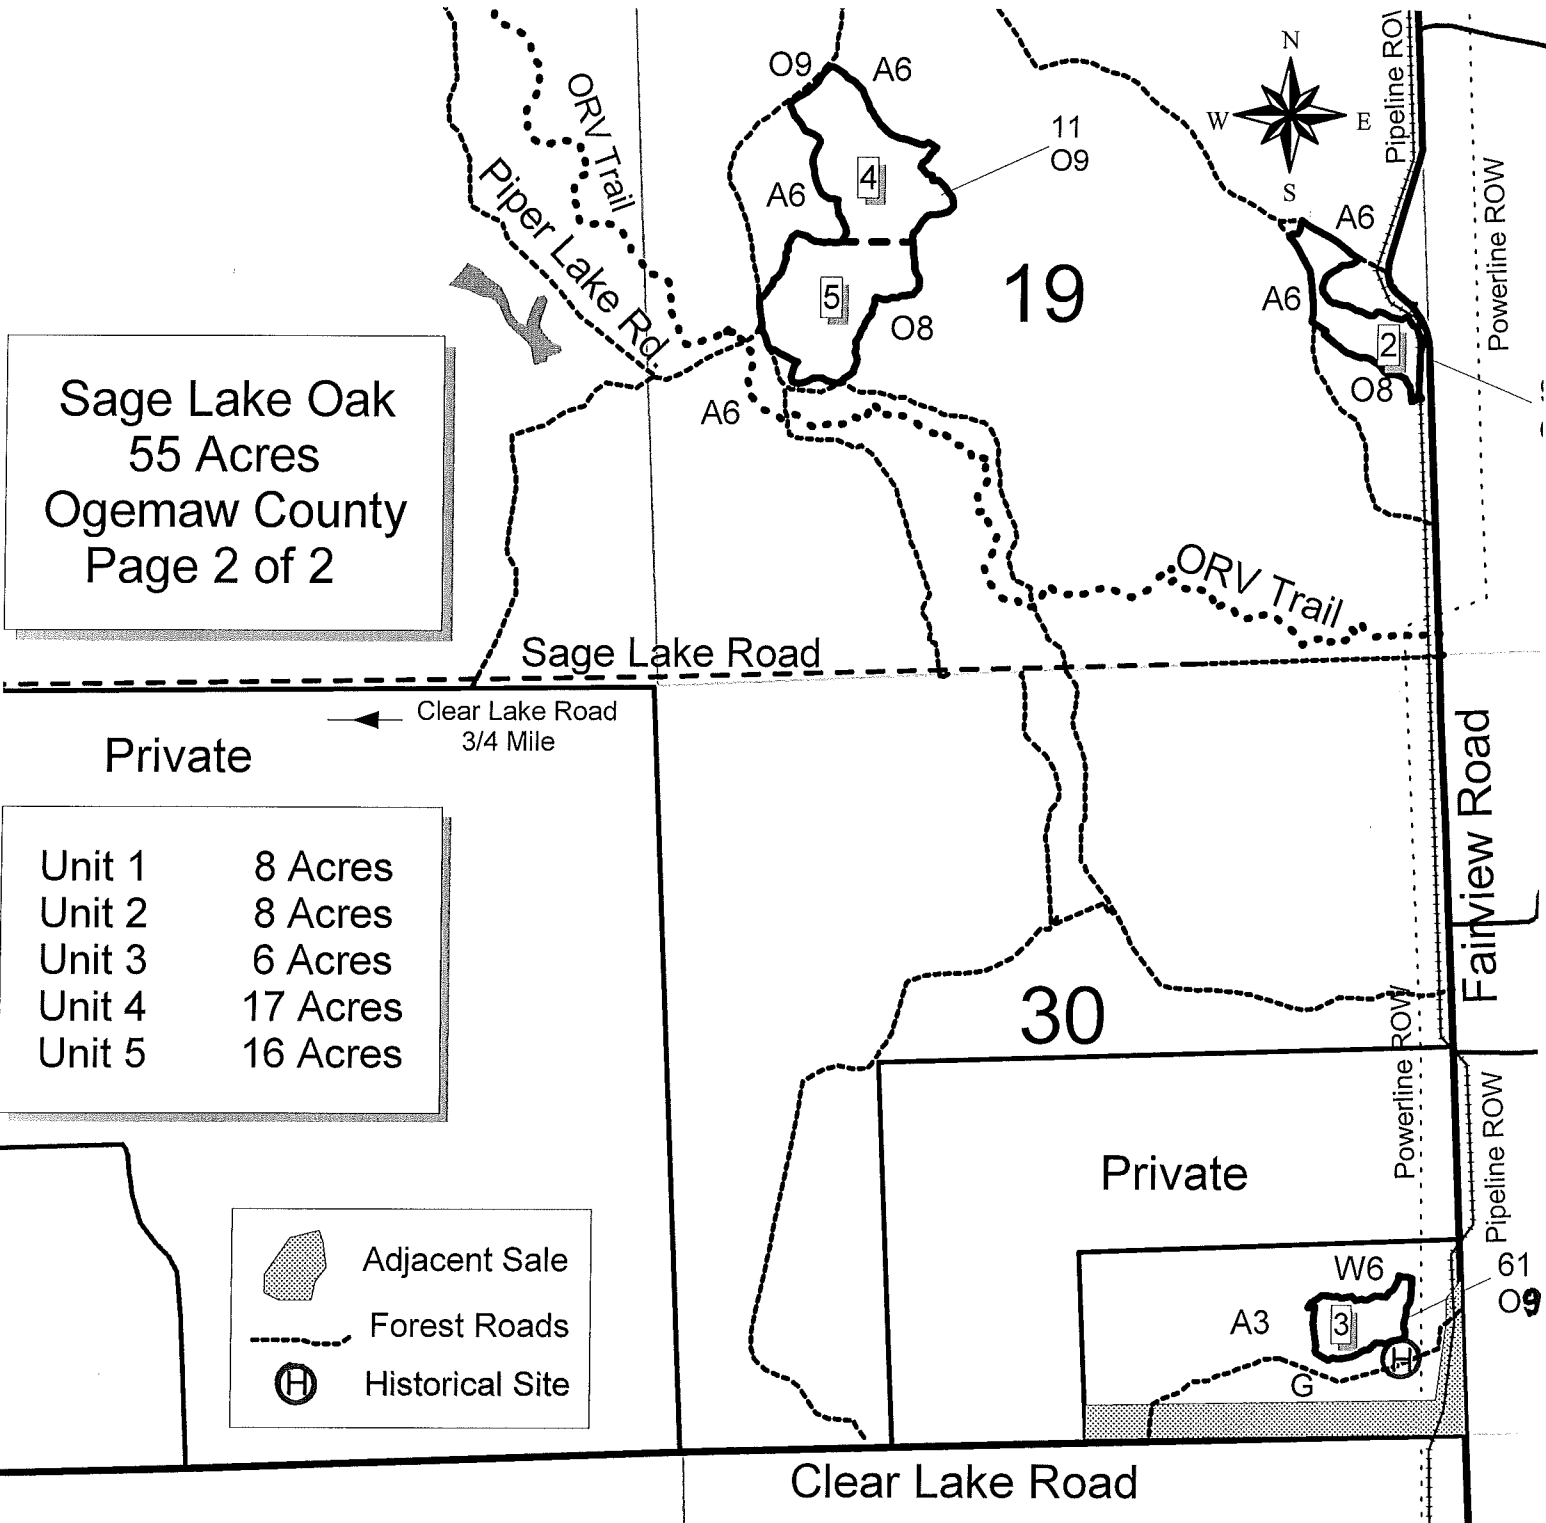 O9
A6
N
W
E
S
Pipeline ROW
Powerline ROW
ORV Trail
Piper Lake Rd.
11
O9
A6
4
A6
5
O8
19
A6
2
O8
A6
Sage Lake Oak
55 Acres
Ogemaw County
Page 2 of 2
ORV Trail
Sage Lake Road
Clear Lake Road
3/4 Mile
Private
Unit 1 8 Acres
Unit 2 8 Acres
Unit 3 6 Acres
Unit 4 17 Acres
Unit 5 16 Acres
Fairview Road
30
Powerline ROW
Pipeline ROW
Private
Adjacent Sale
Forest Roads
H Historical Site
W6
61
O9
A3
3
H
G
Clear Lake Road